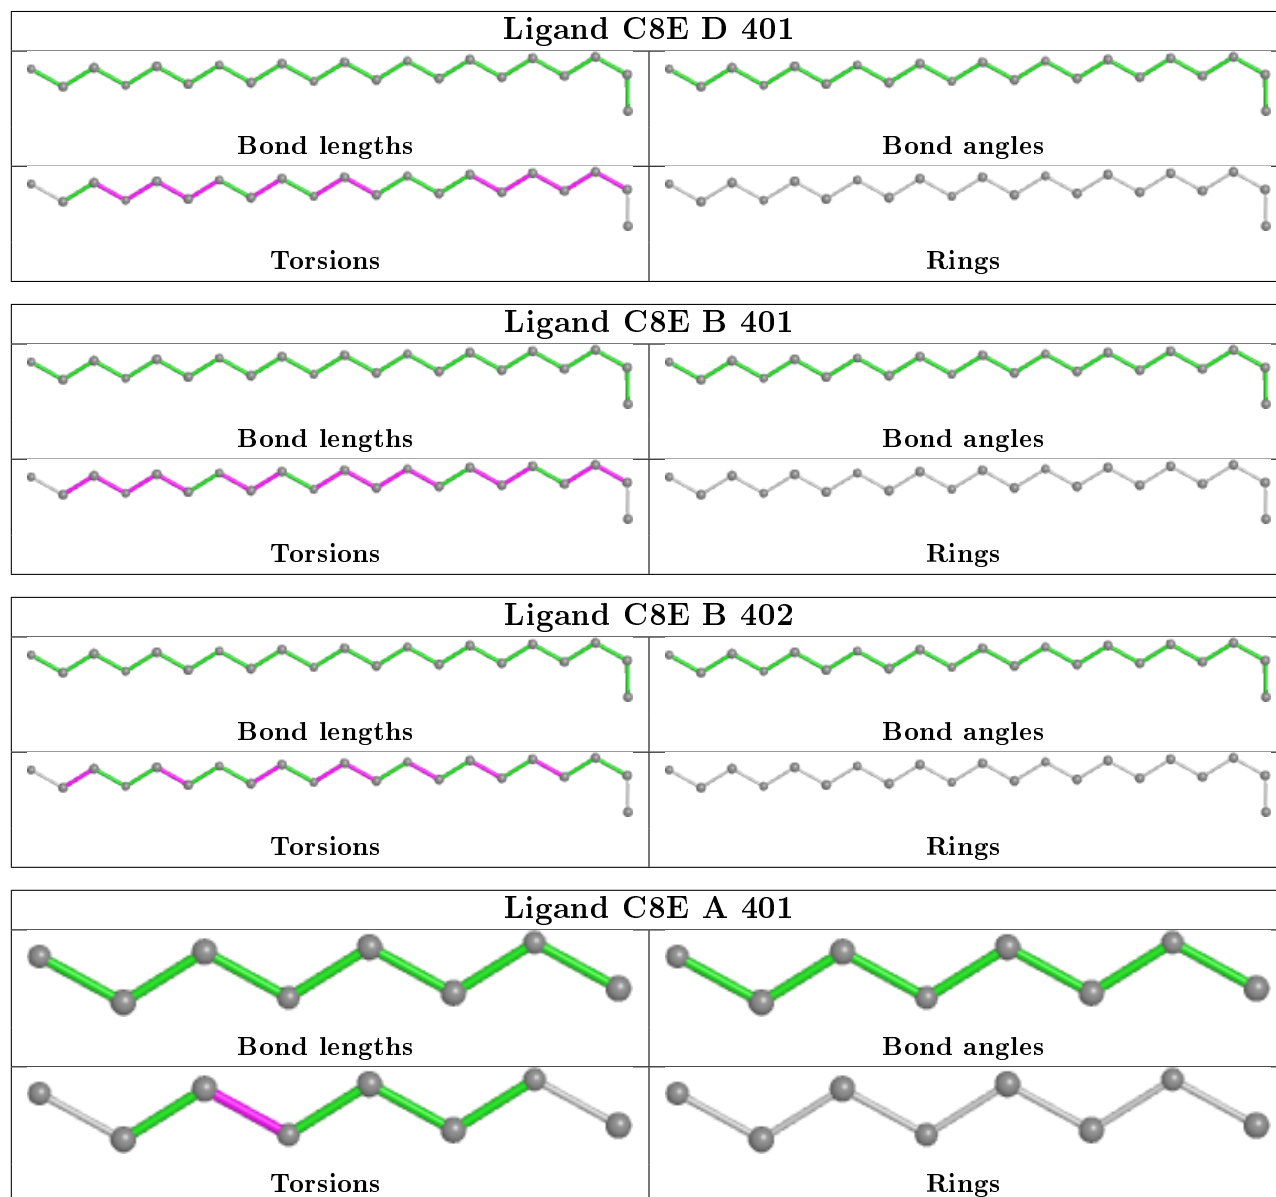 Ligand C8E D 401
Bond lengths
Bond angles
Torsions
Rings
Ligand C8E B 401
Bond lengths
Bond angles
Torsions
Rings
Ligand C8E B 402
Bond lengths
Bond angles
Torsions
Rings
Ligand C8E A 401
Bond lengths
Bond angles
Torsions
Rings